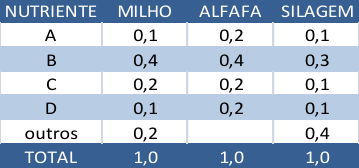 NUTRIENTE MILHO ALFAFA SILAGEM
A 0,1 0,2 0,1
B 0,4 0,4 0,3
C 0,2 0,2 0,1
D 0,1 0,2 0,1
outros 0,2 0,4
TOTAL 1,0 1,0 1,0